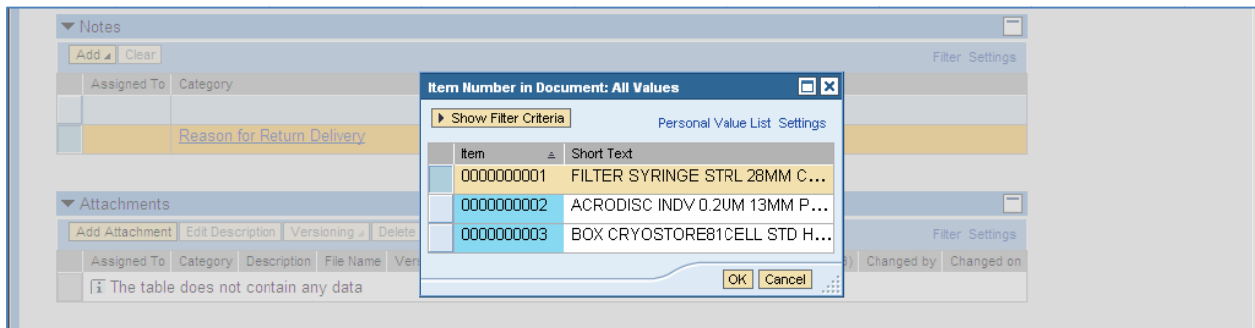 Notes
Add Clear Filter Settings
Assigned To Category
Reason for Return Delivery
Item Number in Document: All Values
Show Filter Criteria Personal Value List Settings
Item Short Text
0000000001 FILTER SYRINGE STRL 28MM C...
0000000002 ACRODISC INDV 0.2UM 13MM P...
0000000003 BOX CRYOSTORE81CELL STD H...
OK Cancel
Attachments
Add Attachment Edit Description Versioning Delete Filter Settings
Assigned To Category Description File Name Changed by Changed on
The table does not contain any data